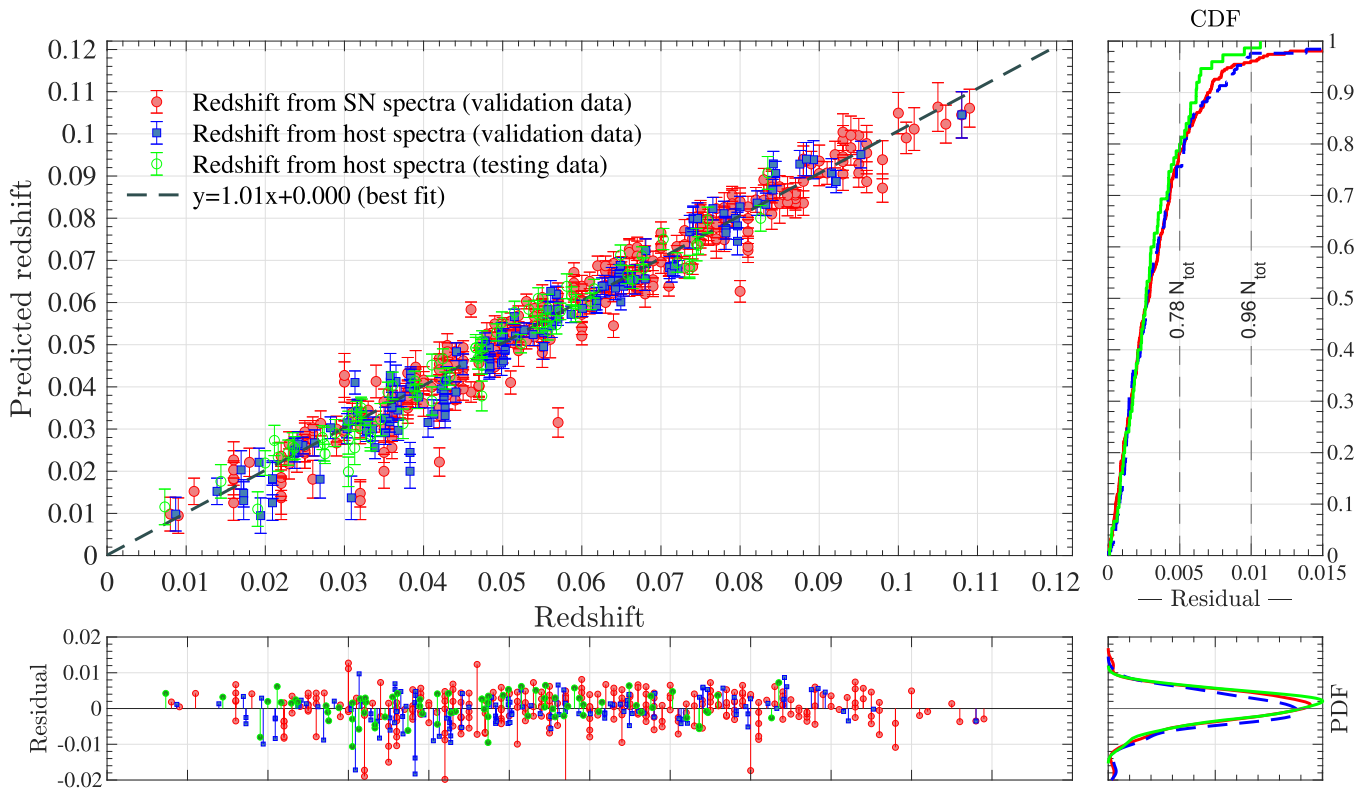 CDF
0.12
0.11
0.10
0.09
0.08
0.07
0.06
0.05
0.04
0.03
0.02
0.01
0
Predicted redshift
Redshift from SN spectra (validation data)
Redshift from host spectra (validation data)
Redshift from host spectra (testing data)
y=1.01x+0.000 (best fit)
0 0.01 0.02 0.03 0.04 0.05 0.06 0.07 0.08 0.09 0.1 0.11 0.12
Redshift
1
0.9
0.8
0.7
0.6
0.5
0.4
0.3
0.2
0.1
0
0.78 Ntot
0.96 Ntot
0 0.005 0.01 0.015
— Residual —
0.02
0.01
0
-0.01
-0.02
Residual
PDF